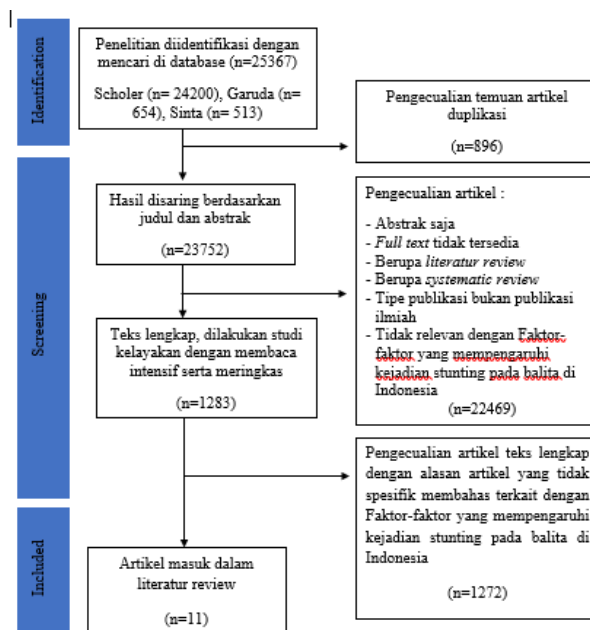 Identification
Penelitian diidentifikasi dengan
mencari di database (n=25367)
Scholer (n= 24200), Garuda (n=
654), Sinta (n= 513)
Pengecualian temuan artikel
duplikasi
(n=896)
Screening
Hasil disaring berdasarkan
judul dan abstrak
(n=23752)
Pengecualian artikel :
- Abstrak saja
- Full text tidak tersedia
- Berupa literatur review
- Berupa systematic review
- Tipe publikasi bukan publikasi
ilmiah
- Tidak relevan dengan Faktor-
faktor yang mempengaruhi
kejadian stunting pada balita di
Indonesia
(n=22469)
Teks lengkap, dilakukan studi
kelayakan dengan membaca
intensif serta meringkas
(n=1283)
Pengecualian artikel teks lengkap
dengan alasan artikel yang tidak
spesifik membahas terkait dengan
Faktor-faktor yang mempengaruhi
kejadian stunting pada balita di
Indonesia
(n=1272)
Included
Artikel masuk dalam
literatur review
(n=11)